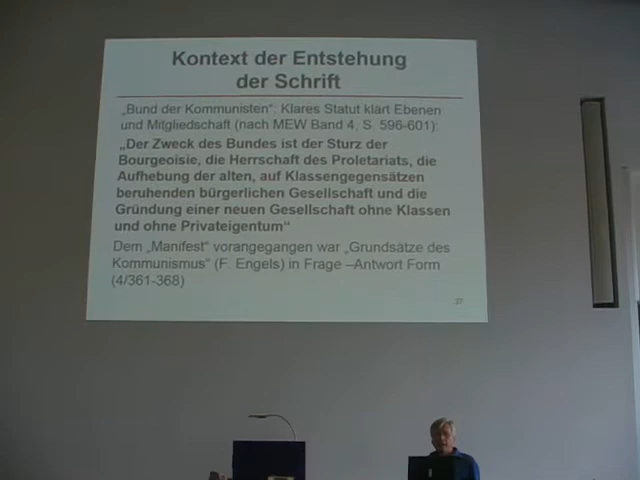 Kontext der Entstehung
der Schrift
„Bund der Kommunisten“: Klares Statut klärt Ebenen
und Mitgliedschaft (nach MEW Band 4, S. 596-601):
„Der Zweck des Bundes ist der Sturz der
Bourgeoisie, die Herrschaft des Proletariats, die
Aufhebung der alten, auf Klassengegensätzen
beruhenden bürgerlichen Gesellschaft und die
Gründung einer neuen Gesellschaft ohne Klassen
und ohne Privateigentum“
Dem „Manifest“ vorangegangen war „Grundsätze des
Kommunismus“ (F. Engels) in Frage –Antwort Form
(4/361-368)
27